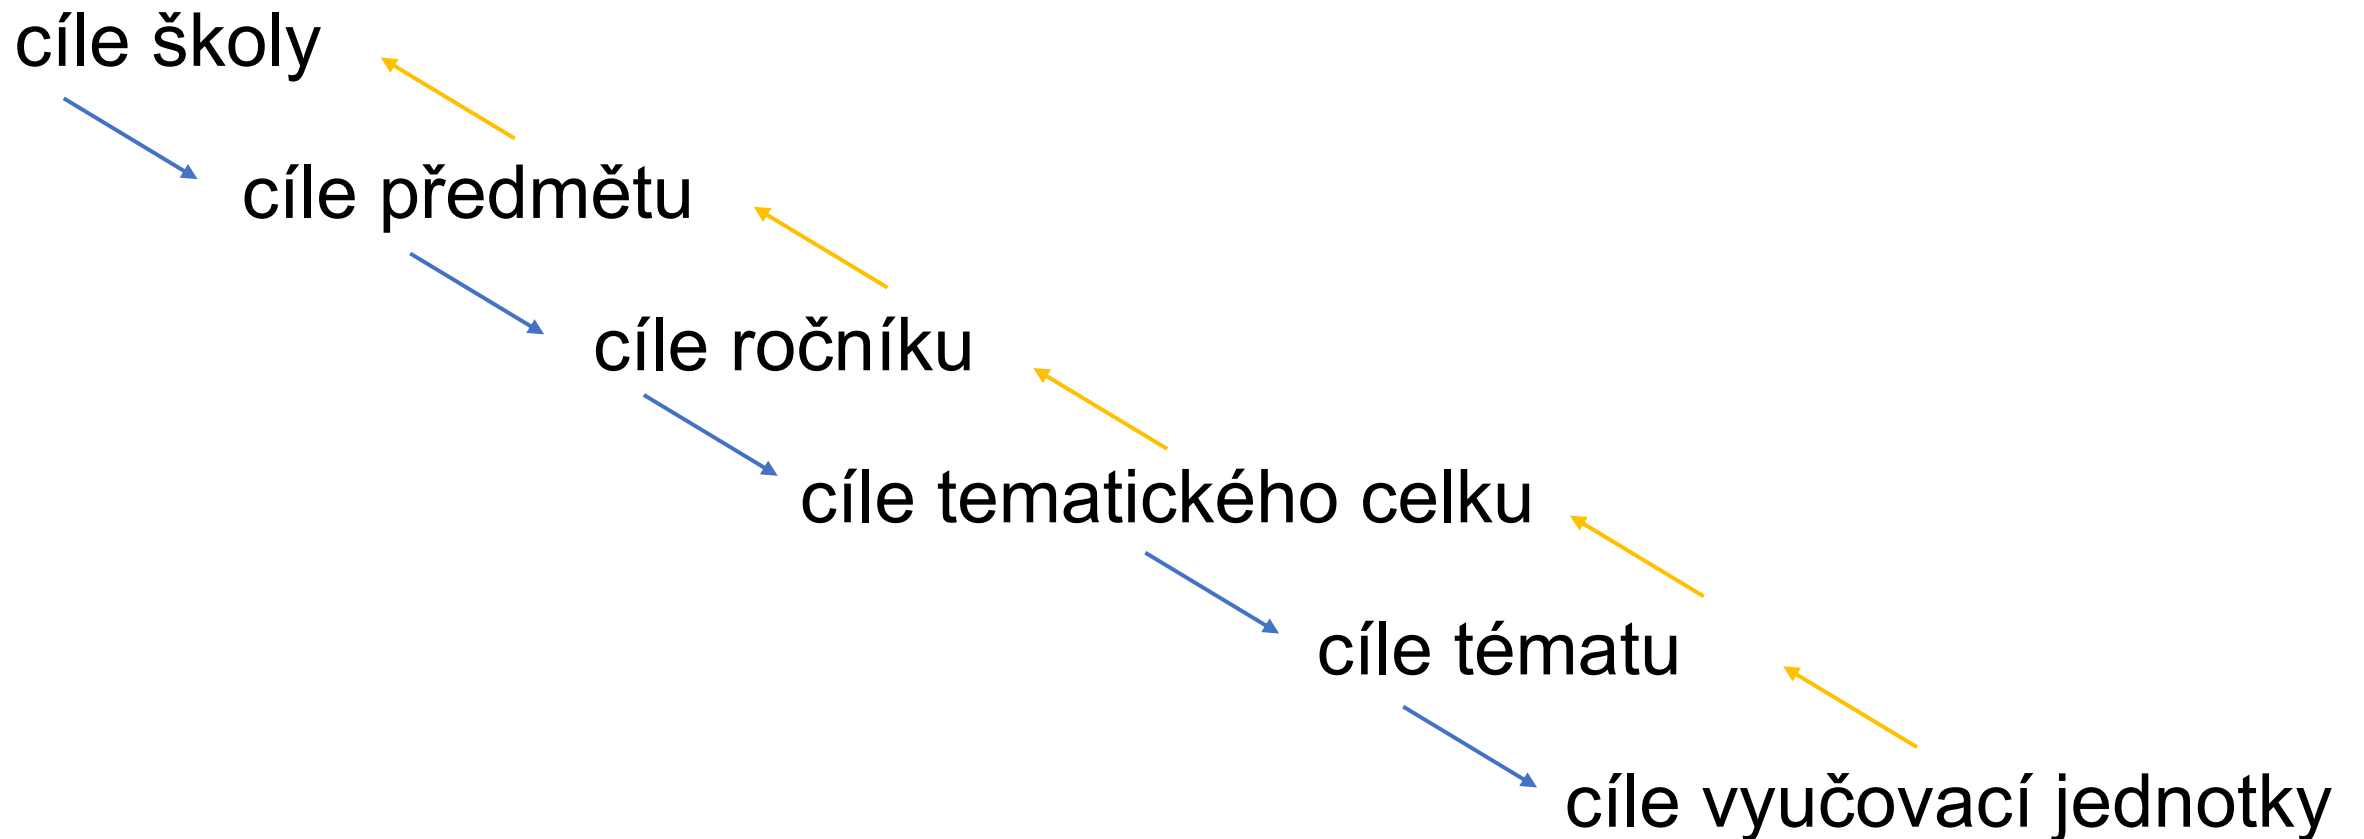 cíle školy
cíle předmětu
cíle ročníku
cíle tematického celku
cíle tématu
cíle vyučovací jednotky